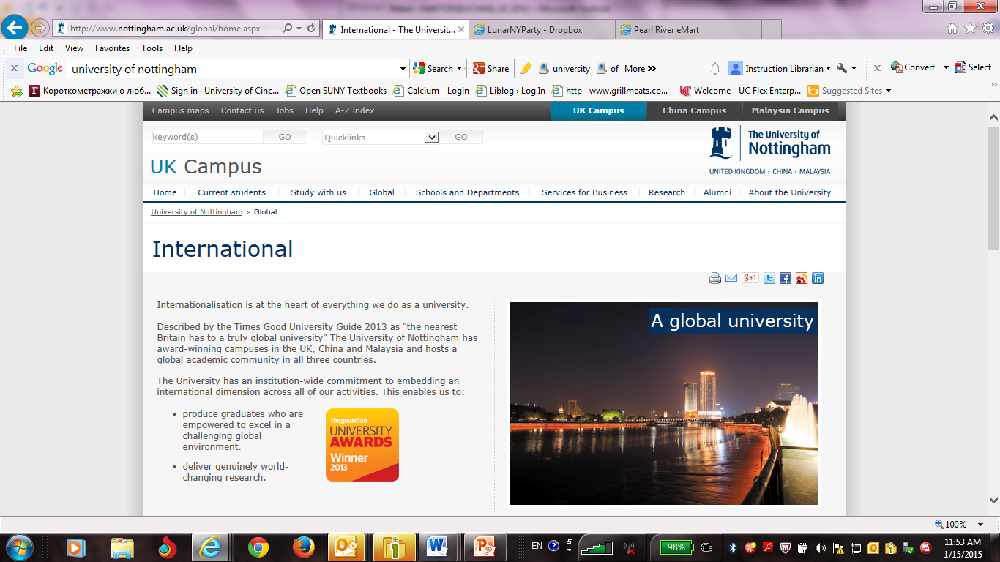 http://www.nottingham.ac.uk/global/home.aspx
International - The Universit...
LunarNYParty - Dropbox
Pearl River eMart
File Edit View Favorites Tools Help
Google university of nottingham Search Share university of More Instruction Librarian Convert Select
Короткометражки о люб... Sign in · University of Cinc... Open SUNY Textbooks Calcium - Login Liblog › Log In http--www.grillmeats.co... Welcome - UC Flex Enterp... Suggested Sites
Campus maps Contact us Jobs Help A-Z index UK Campus China Campus Malaysia Campus
keyword(s) GO Quicklinks GO
The University of
Nottingham
UNITED KINGDOM · CHINA · MALAYSIA
UK Campus
Home Current students Study with us Global Schools and Departments Services for Business Research Alumni About the University
University of Nottingham > Global
International
Internationalisation is at the heart of everything we do as a university.
Described by the Times Good University Guide 2013 as “the nearest
Britain has to a truly global university" The University of Nottingham has
award-winning campuses in the UK, China and Malaysia and hosts a
global academic community in all three countries.
The University has an institution-wide commitment to embedding an
international dimension across all of our activities. This enables us to:
• produce graduates who are
empowered to excel in a
challenging global
environment.
• deliver genuinely world-
changing research.
theguardian
UNIVERSITY
AWARDS
Winner
2013
A global university
100%
EN
98%
11:53 AM
1/15/2015